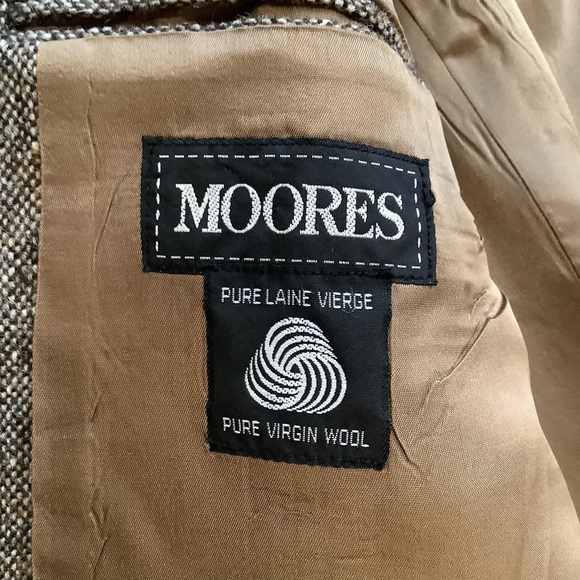 MOORES
PURE LAINE VIERGE
PURE VIRGIN WOOL